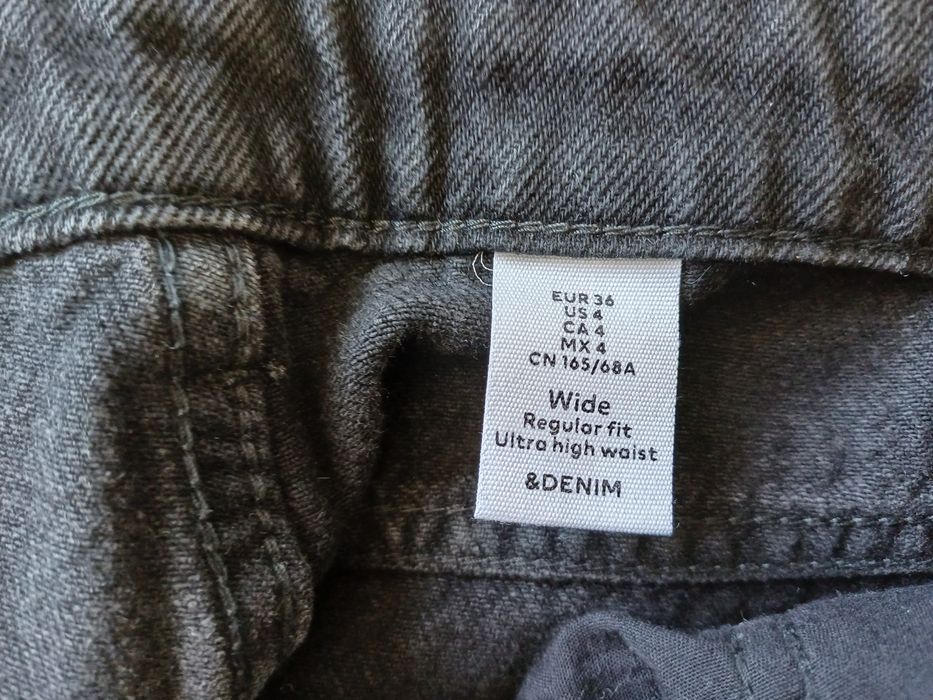 EUR 36
US 4
CA 4
MX 4
CN 165/68A
Wide
Regular fit
Ultra high waist
&DENIM